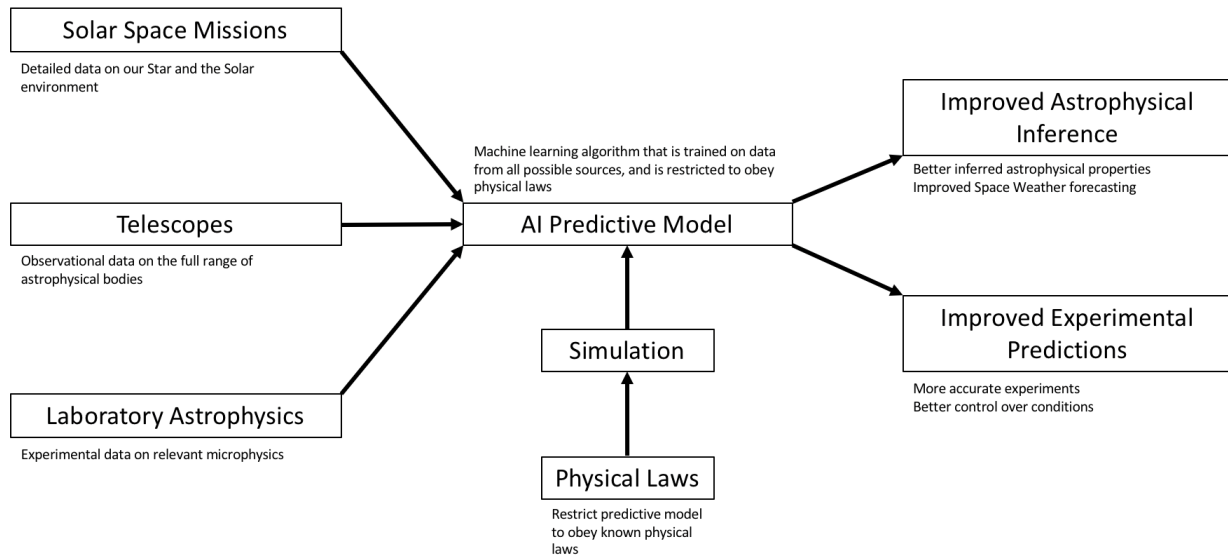 Solar Space Missions
Detailed data on our Star and the Solar
environment
Telescopes
Observational data on the full range of
astrophysical bodies
Laboratory Astrophysics
Experimental data on relevant microphysics
Machine learning algorithm that is trained on data
from all possible sources, and is restricted to obey
physical laws
AI Predictive Model
Simulation
Physical Laws
Restrict predictive model
to obey known physical
laws
Improved Astrophysical
Inference
Better inferred astrophysical properties
Improved Space Weather forecasting
Improved Experimental
Predictions
More accurate experiments
Better control over conditions